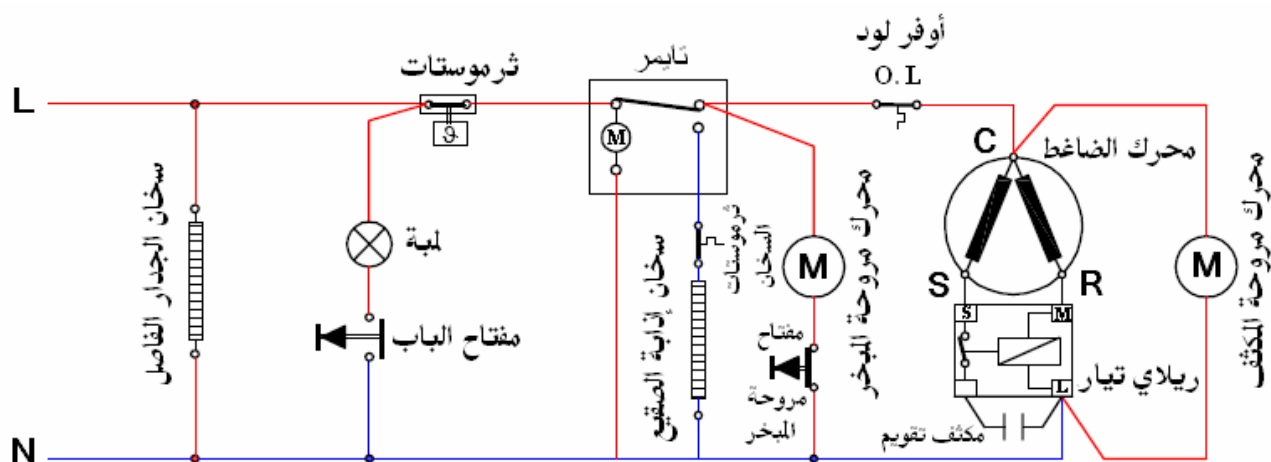 أوفر لود
O.L
تايمر
ثرموستات
L
M
ϑ
C
محرك الضاغط
سخان الجدار الفاصل
لمبة
سخان إذابة الصقيع
ثرموستات
السخان
M
محرك مروحة المبخر
S
R
M
محرك مروحة المكثف
مفتاح الباب
مفتاح
مروحة
المبخر
S
M
L
ريلاي تيار
مكثف تقويم
N